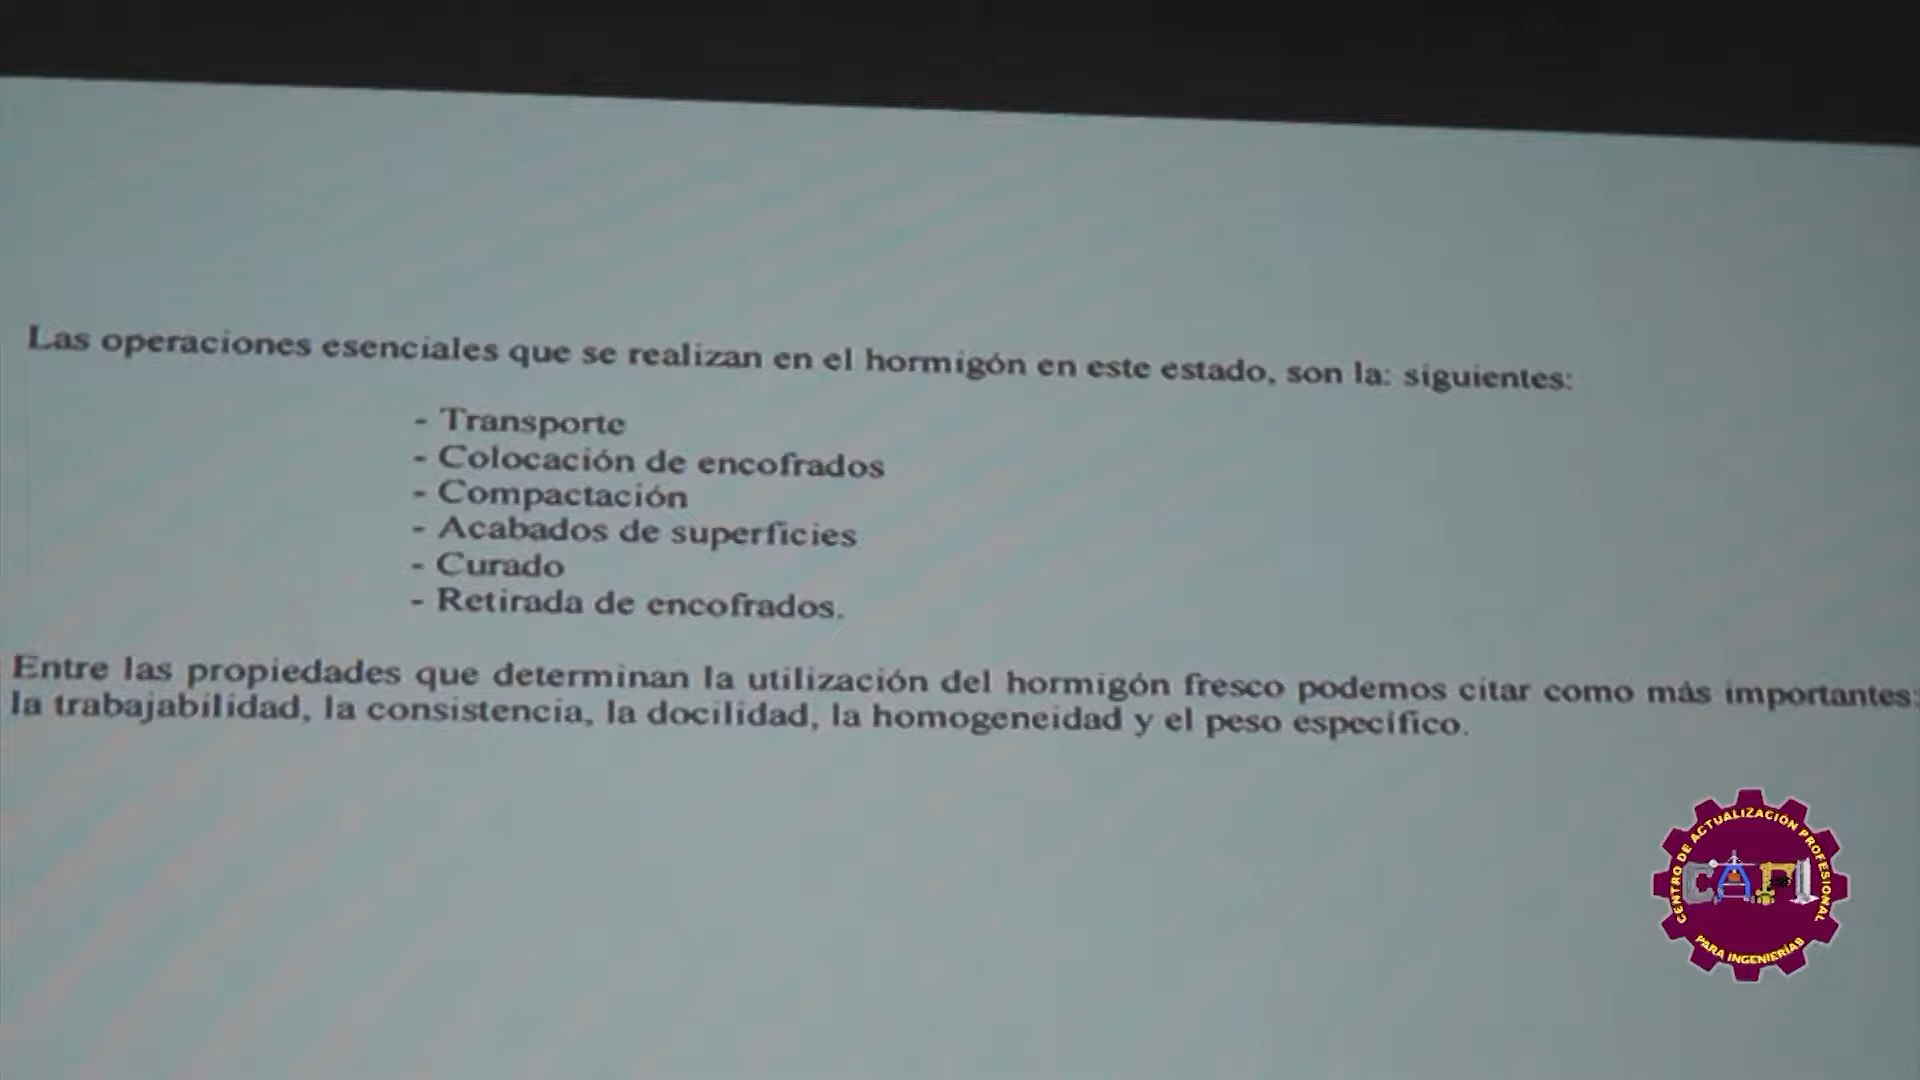 Las operaciones esenciales que se realizan en el hormigón en este estado, son la: siguientes:
- Transporte
- Colocación de encofrados
- Compactación
- Acabados de superficies
- Curado
- Retirada de encofrados.
Entre las propiedades que determinan la utilización del hormigón fresco podemos citar como más importantes:
la trabajabilidad, la consistencia, la docilidad, la homogeneidad y el peso específico.
CENTRO DE ACTUALIZACIÓN PROFESIONAL
CAPI
PARA INGENIERÍAS